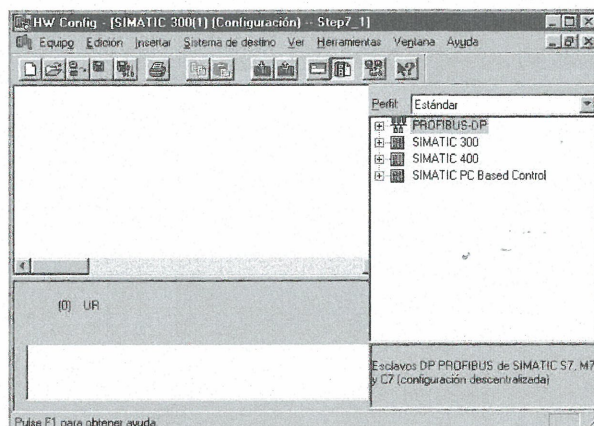 HW Config - [SIMATIC 300(1) (Configuración) -- Step7_1]
Equipo Edición Insertar Sistema de destino Ver Herramientas Ventana Ayuda
Perfil: Estándar
PROFIBUS-DP
SIMATIC 300
SIMATIC 400
SIMATIC PC Based Control
(0) UR
Esclavos DP PROFIBUS de SIMATIC S7, M7
y C7 (configuración descentralizada)
Pulse F1 para obtener ayuda.